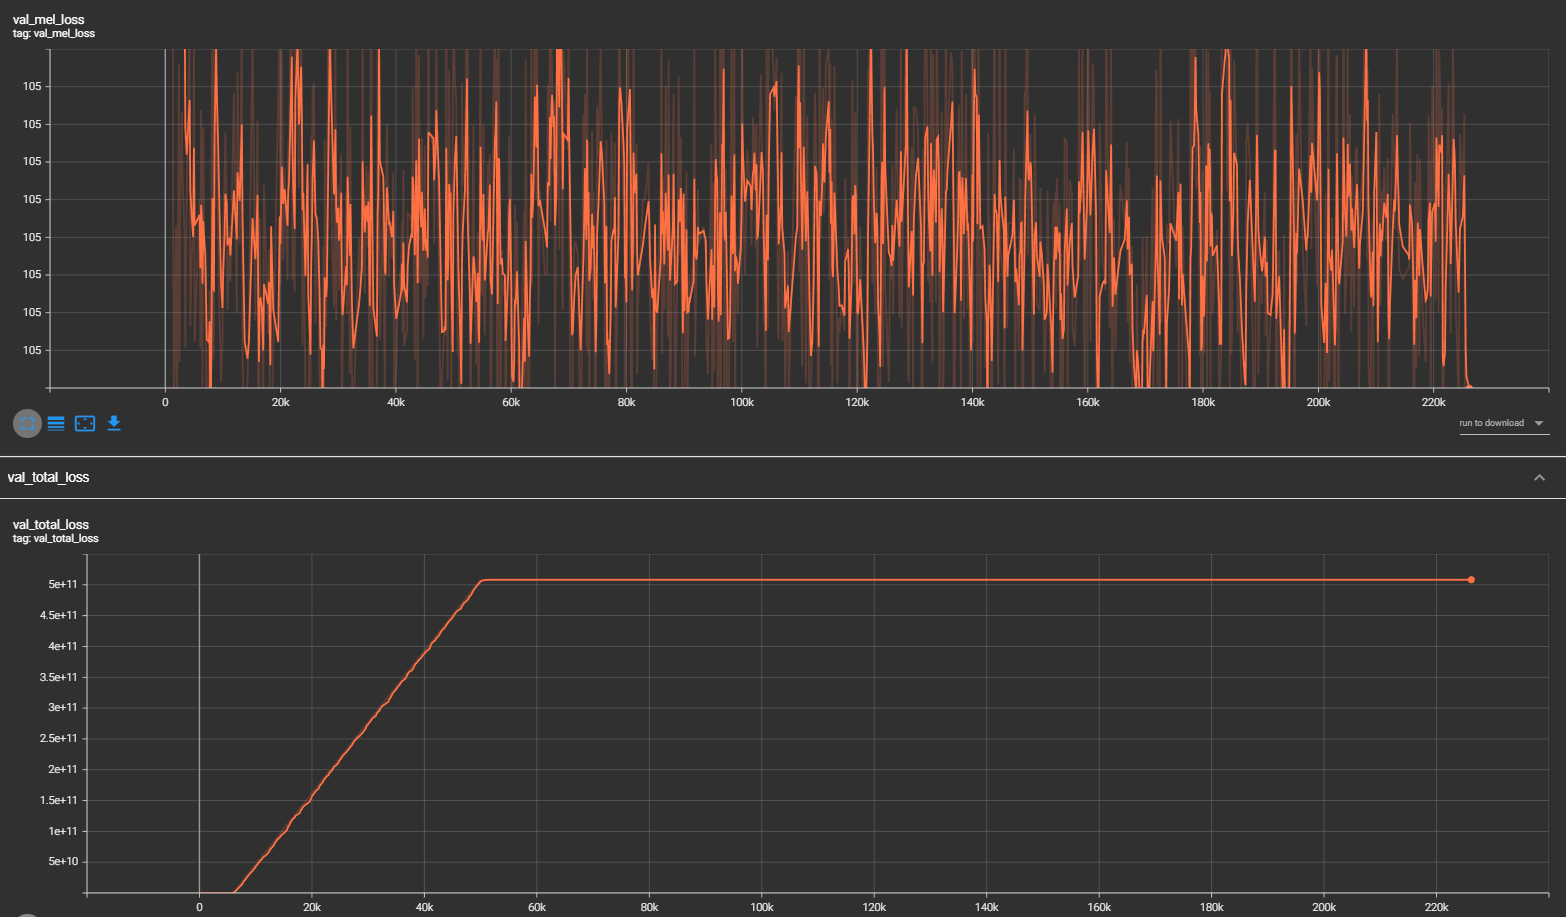 val_mel_loss
tag: val_mel_loss
105
105
105
105
105
105
105
105
0 20k 40k 60k 80k 100k 120k 140k 160k 180k 200k 220k
run to download
val_total_loss
val_total_loss
tag: val_total_loss
5e+11
4.5e+11
4e+11
3.5e+11
3e+11
2.5e+11
2e+11
1.5e+11
1e+11
5e+10
0 20k 40k 60k 80k 100k 120k 140k 160k 180k 200k 220k